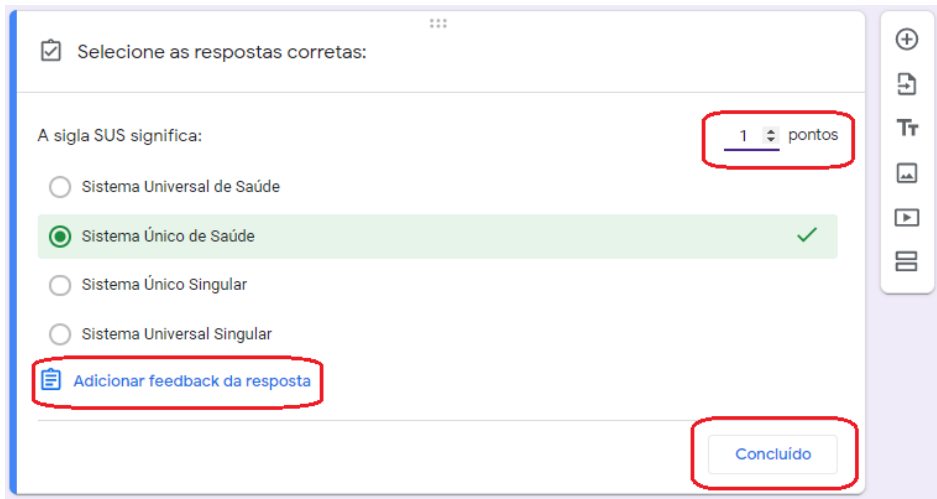 Selecione as respostas corretas:
A sigla SUS significa:
1 pontos
Sistema Universal de Saúde
Sistema Único de Saúde
Sistema Único Singular
Sistema Universal Singular
Adicionar feedback da resposta
Concluído
Tт